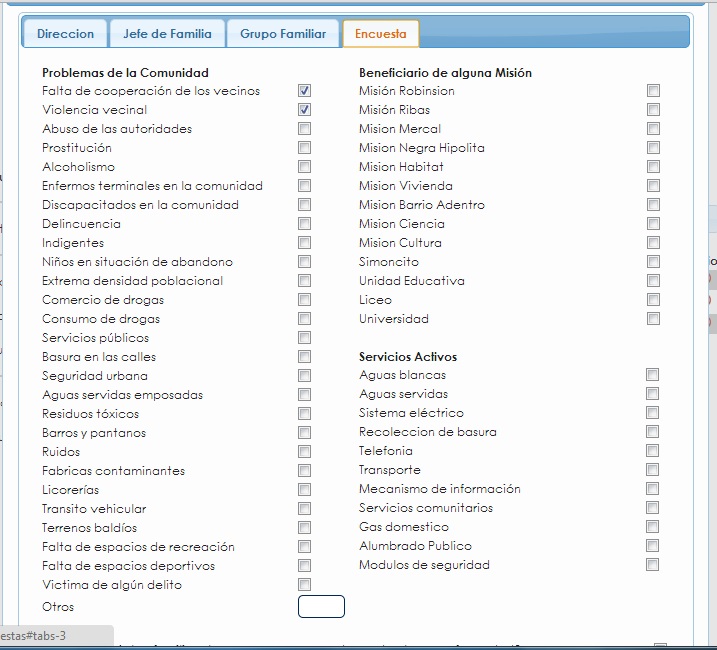 Direccion
Jefe de Familia
Grupo Familiar
Encuesta
Problemas de la Comunidad
Falta de cooperación de los vecinos
Violencia vecinal
Abuso de las autoridades
Prostitución
Alcoholismo
Enfermos terminales en la comunidad
Discapacitados en la comunidad
Delincuencia
Indigentes
Niños en situación de abandono
Extrema densidad poblacional
Comercio de drogas
Consumo de drogas
Servicios públicos
Basura en las calles
Seguridad urbana
Aguas servidas emposadas
Residuos tóxicos
Barros y pantanos
Ruidos
Fabricas contaminantes
Licorerías
Transito vehicular
Terrenos baldíos
Falta de espacios de recreación
Falta de espacios deportivos
Victima de algún delito
Otros
Beneficiario de alguna Misión
Misión Robinsion
Misión Ribas
Mision Mercal
Mision Negra Hipolita
Mision Habitat
Mision Vivienda
Mision Barrio Adentro
Mision Ciencia
Mision Cultura
Simoncito
Unidad Educativa
Liceo
Universidad
Servicios Activos
Aguas blancas
Aguas servidas
Sistema eléctrico
Recoleccion de basura
Telefonia
Transporte
Mecanismo de información
Servicios comunitarios
Gas domestico
Alumbrado Publico
Modulos de seguridad
estas#tabs-3